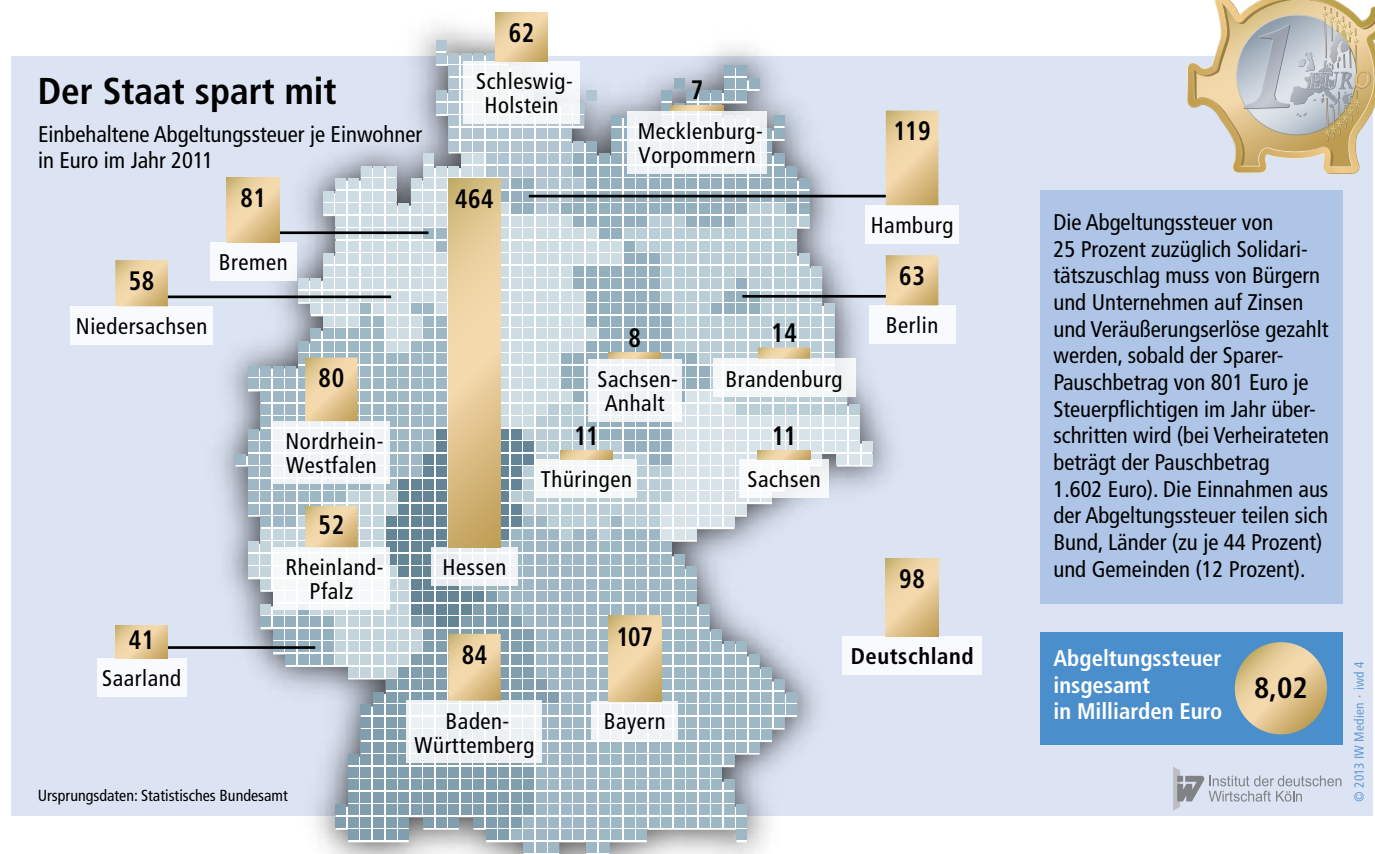 Der Staat spart mit
Einbehaltene Abgeltungssteuer je Einwohner
in Euro im Jahr 2011
62
Schleswig-
Holstein
7
Mecklenburg-
Vorpommern
119
Hamburg
81
Bremen
464
Hessen
58
Niedersachsen
63
Berlin
8
Sachsen-
Anhalt
14
Brandenburg
80
Nordrhein-
Westfalen
11
Thüringen
11
Sachsen
52
Rheinland-
Pfalz
41
Saarland
84
Baden-
Württemberg
107
Bayern
98
Deutschland
1
EURO
Die Abgeltungssteuer von
25 Prozent zuzüglich Solidari-
tätszuschlag muss von Bürgern
und Unternehmen auf Zinsen
und Veräußerungserlöse gezahlt
werden, sobald der Sparer-
Pauschbetrag von 801 Euro je
Steuerpflichtigen im Jahr über-
schritten wird (bei Verheirateten
beträgt der Pauschbetrag
1.602 Euro). Die Einnahmen aus
der Abgeltungssteuer teilen sich
Bund, Länder (zu je 44 Prozent)
und Gemeinden (12 Prozent).
Abgeltungssteuer
insgesamt
in Milliarden Euro
8,02
Ursprungsdaten: Statistisches Bundesamt
iw
Institut der deutschen
Wirtschaft Köln
© 2013 IW Medien · iwd 4